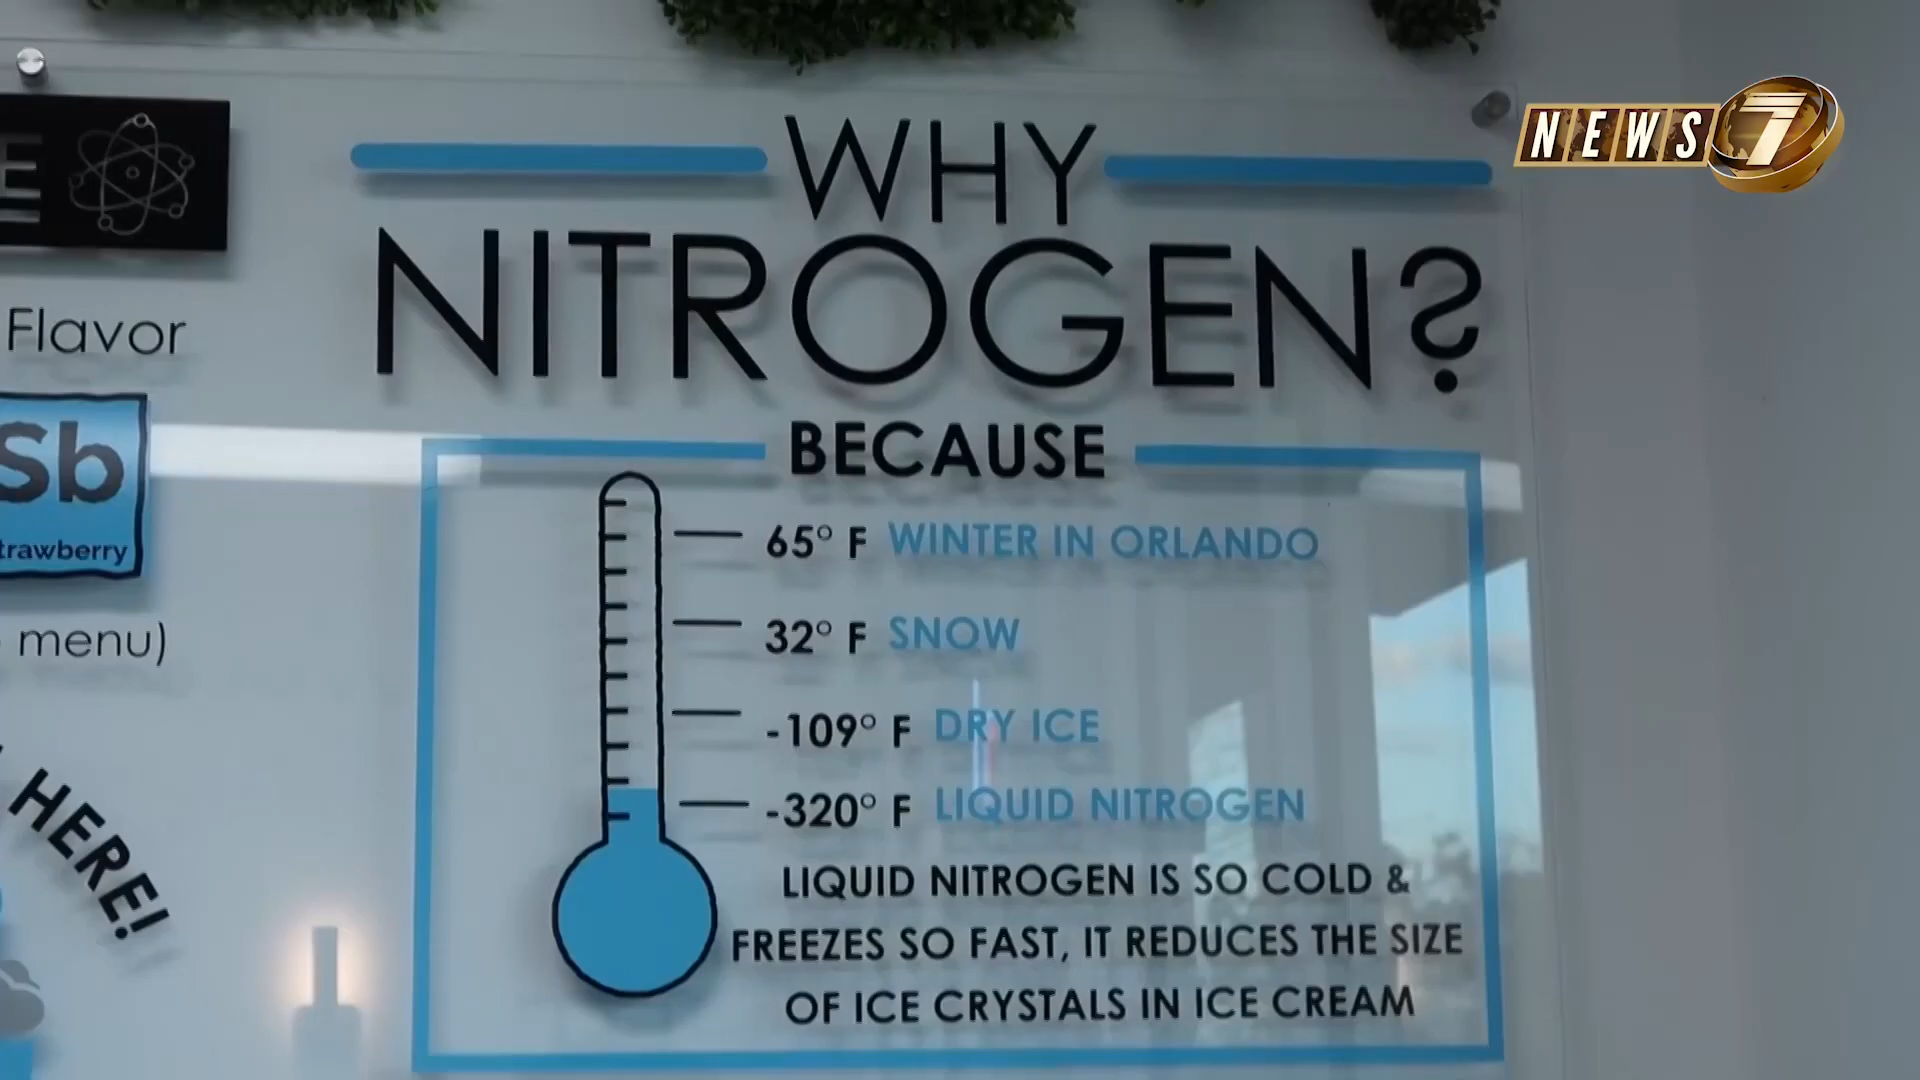 NEWS 7
E
WHY
NITROGEN?
Flavor
BECAUSE
Sb
65° F WINTER IN ORLANDO
trawberry
32° F SNOW
menu)
-109° F DRY ICE
HERE!
-320° F LIQUID NITROGEN
LIQUID NITROGEN IS SO COLD &
FREEZES SO FAST, IT REDUCES THE SIZE
OF ICE CRYSTALS IN ICE CREAM